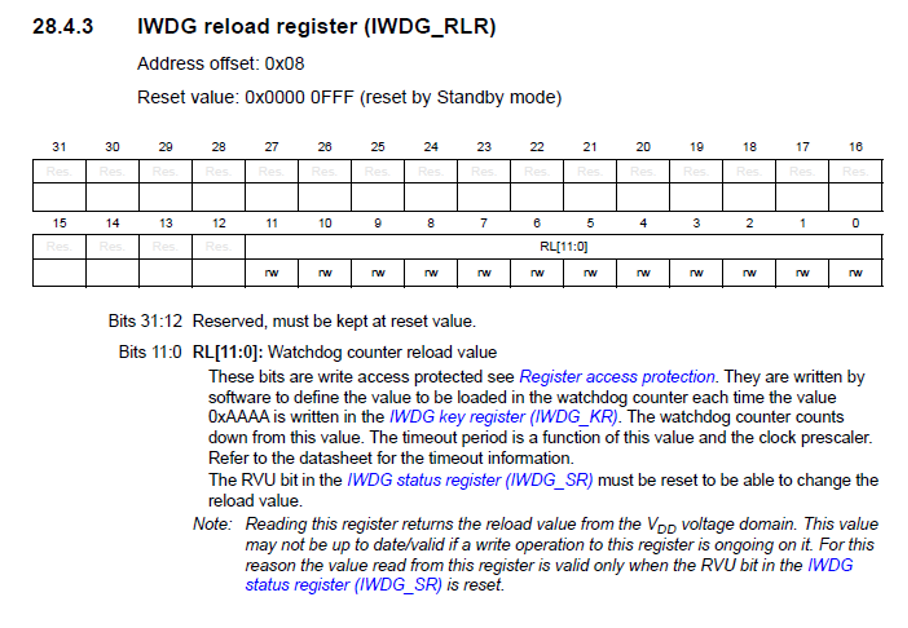 28.4.3 IWDG reload register (IWDG_RLR)
Address offset: 0x08
Reset value: 0x0000 0FFF (reset by Standby mode)
31 30 29 28 27 26 25 24 23 22 21 20 19 18 17 16
Res. Res. Res. Res. Res. Res. Res. Res. Res. Res. Res. Res. Res. Res. Res. Res.
15 14 13 12 11 10 9 8 7 6 5 4 3 2 1 0
Res. Res. Res. Res. RL[11:0]
rw rw rw rw rw rw rw rw rw rw rw rw
Bits 31:12 Reserved, must be kept at reset value.
Bits 11:0 RL[11:0]: Watchdog counter reload value
These bits are write access protected see Register access protection. They are written by
software to define the value to be loaded in the watchdog counter each time the value
0xAAAA is written in the IWDG key register (IWDG_KR). The watchdog counter counts
down from this value. The timeout period is a function of this value and the clock prescaler.
Refer to the datasheet for the timeout information.
The RVU bit in the IWDG status register (IWDG_SR) must be reset to be able to change the
reload value.
Note: Reading this register returns the reload value from the VDD voltage domain. This value
may not be up to date/valid if a write operation to this register is ongoing on it. For this
reason the value read from this register is valid only when the RVU bit in the IWDG
status register (IWDG_SR) is reset.